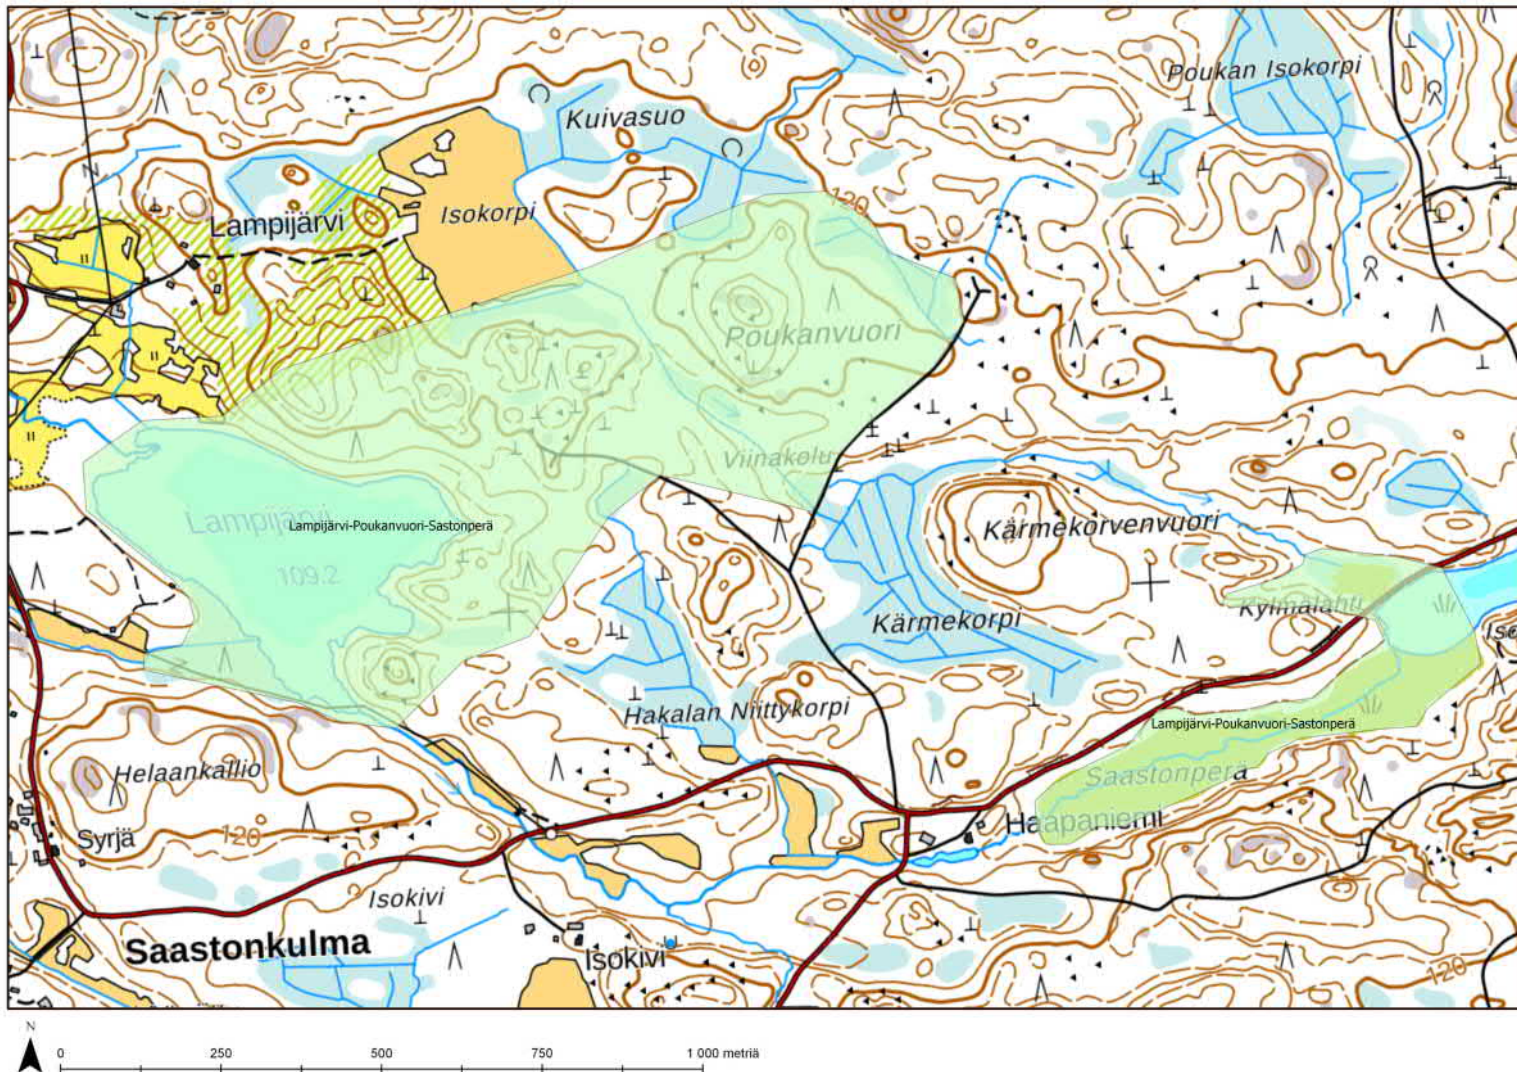 Poukan Isokorpi
Kuivasuo
120
Isokorpi
Lampijärvi
Poukanvuori
Viinakolu
Lampijärvi
Lampijärvi-Poukanvuori-Sastonperä
Kärmekorvenvuori
109.2
Kylmälahti
Iso
Kärmekorpi
Hakalan Niittykorpi
Lampijärvi-Poukanvuori-Sastonperä
Helaankallio
Saastonperä
Haapaniemi
Syrjä
120
Isokivi
Saastonkulma
Isokivi
120
N
0 250 500 750 1 000 metriä